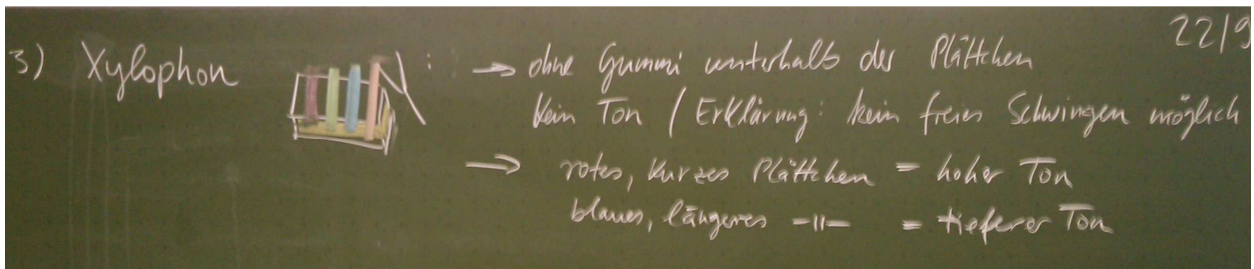 22/9
3) Xylophon : → ohne Gummi unterhalb der Plättchen
kein Ton / Erklärung: kein freies Schwingen möglich
→ rotes, kurzes Plättchen = hoher Ton
blaues, längeres -||- = tieferer Ton